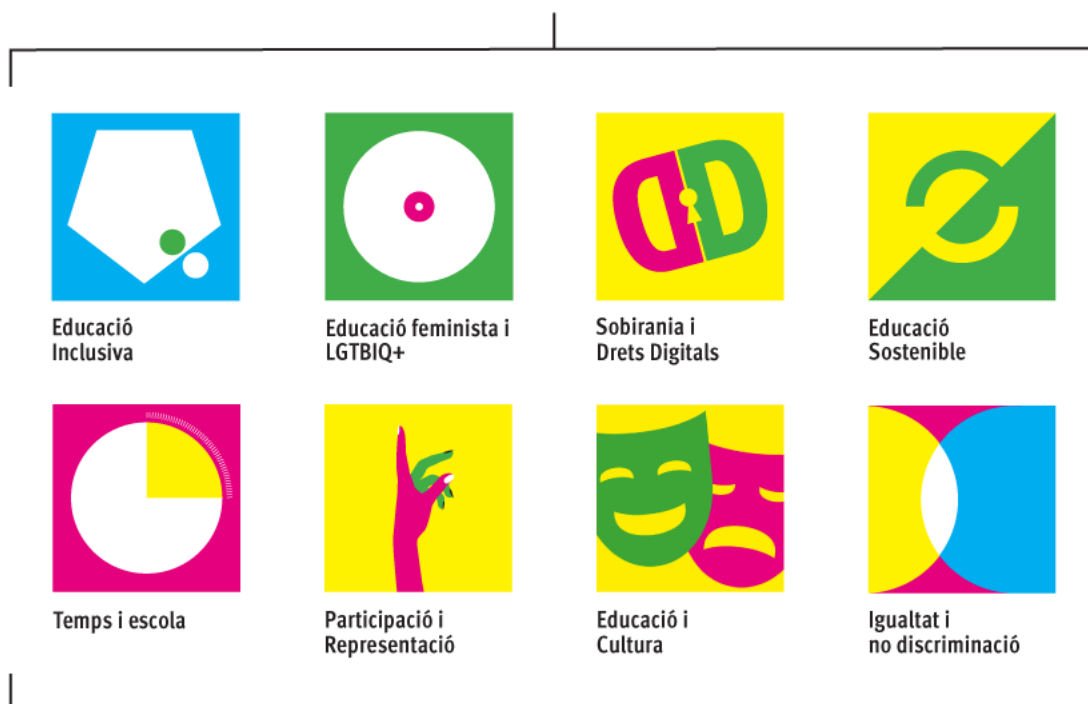 Educació
Inclusiva
Educació feminista i
LGTBIQ+
Sobirania i
Drets Digitals
Educació
Sostenible
Temps i escola
Participació i
Representació
Educació i
Cultura
Igualtat i
no discriminació